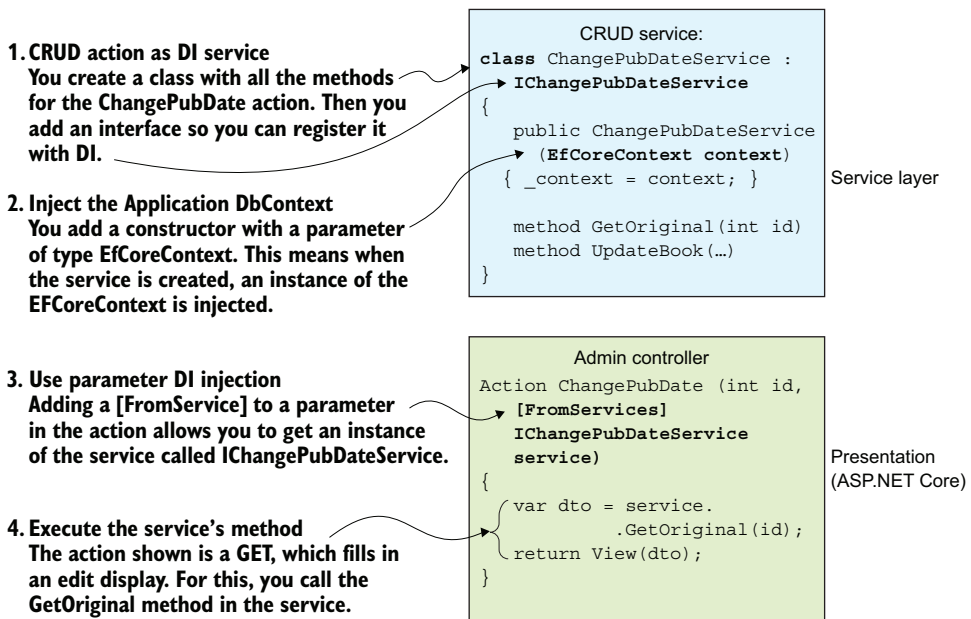 1. CRUD action as DI service
You create a class with all the methods
for the ChangePubDate action. Then you
add an interface so you can register it
with DI.
2. Inject the Application DbContext
You add a constructor with a parameter
of type EfCoreContext. This means when
the service is created, an instance of the
EFCoreContext is injected.
CRUD service:
class ChangePubDateService :
IChangePubDateService
{
public ChangePubDateService
(EfCoreContext context)
{ _context = context; }
method GetOriginal(int id)
method UpdateBook(…)
}
Service layer
3. Use parameter DI injection
Adding a [FromService] to a parameter
in the action allows you to get an instance
of the service called IChangePubDateService.
4. Execute the service's method
The action shown is a GET, which fills in
an edit display. For this, you call the
GetOriginal method in the service.
Admin controller
Action ChangePubDate (int id,
[FromServices]
IChangePubDateService
service)
{
var dto = service.
.GetOriginal(id);
return View(dto);
}
Presentation
(ASP.NET Core)